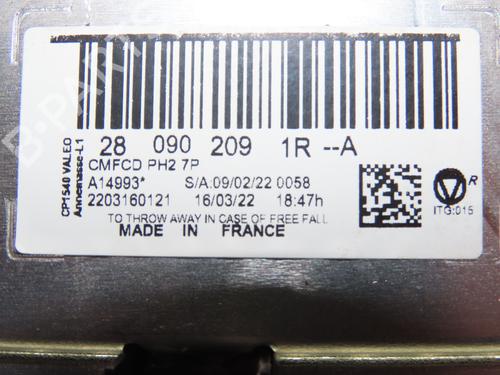 CP1540 VALEO
Annemasse-L1
28 090 209 1R --A
CMFCD PH2 7P
A14993* S/A:09/02/22 0058
2203160121 16/03/22 18:47h
TO THROW AWAY IN CASE OF FREE FALL
MADE IN FRANCE
V R
ITG:015
B-PARTS